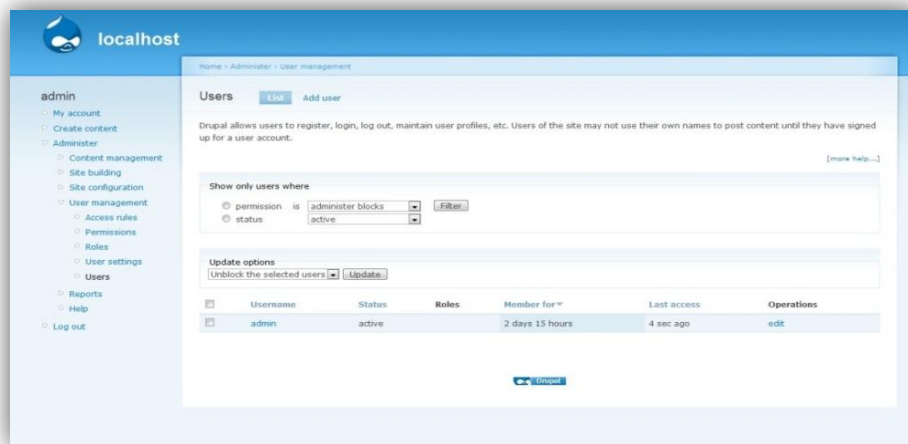 localhost
Home › Administer › User management
admin
My account
Create content
Administer
Content management
Site building
Site configuration
User management
Access rules
Permissions
Roles
User settings
Users
Reports
Help
Log out
Users List Add user
Drupal allows users to register, login, log out, maintain user profiles, etc. Users of the site may not use their own names to post content until they have signed
up for a user account.
[more help...]
Show only users where
permission is administer blocks Filter
status active
Update options
Unblock the selected users Update
Username Status Roles Member for Last access Operations
admin active 2 days 15 hours 4 sec ago edit
Drupal